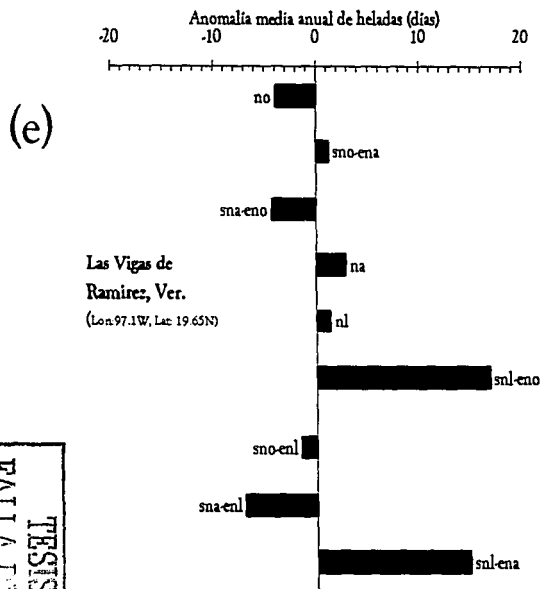 Anomalía media anual de heladas (días)
-20 -10 0 10 20
(e)
no
sno-ena
sna-eno
na
Las Vigas de
Ramirez, Ver.
(Lon:97.1W, Lat: 19.65N)
nl
snl-eno
sno-enl
sna-enl
snl-ena
TESIS